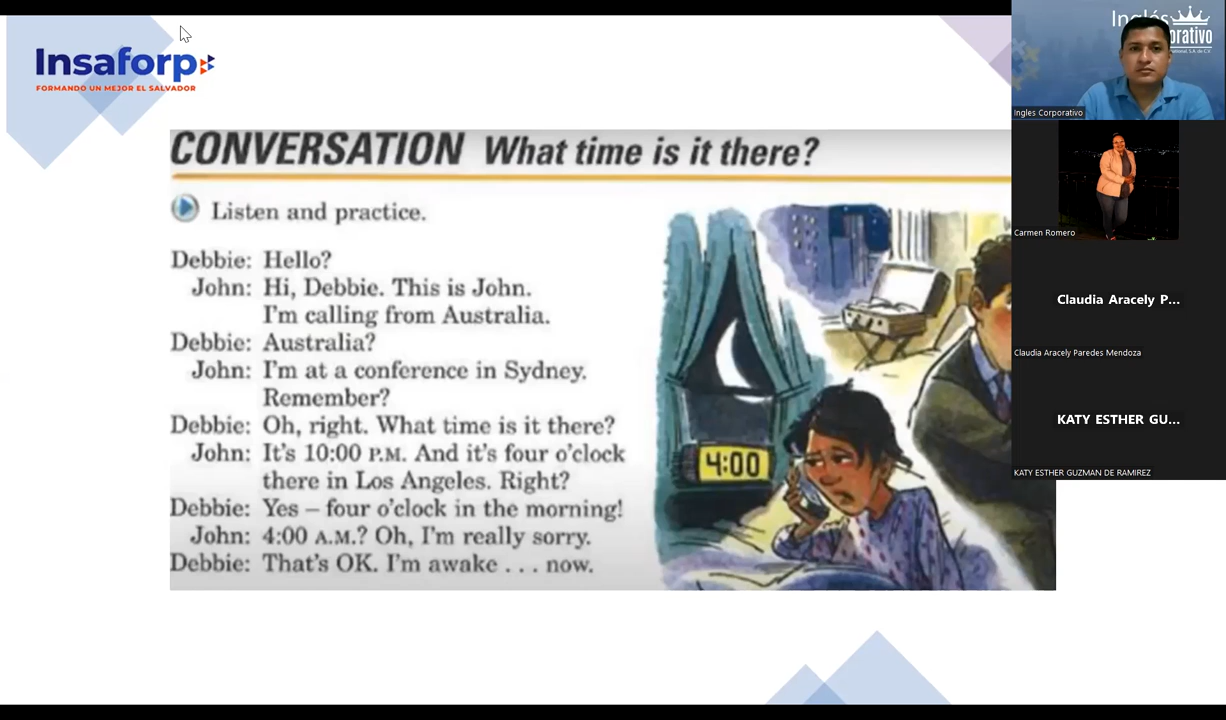 Insaforp
FORMANDO UN MEJOR EL SALVADOR
CONVERSATION What time is it there?
Listen and practice.
Debbie: Hello?
John: Hi, Debbie. This is John.
I'm calling from Australia.
Debbie: Australia?
John: I'm at a conference in Sydney.
Remember?
Debbie: Oh, right. What time is it there?
John: It's 10:00 P.M. And it's four o'clock
there in Los Angeles. Right?
Debbie: Yes – four o'clock in the morning!
John: 4:00 A.M.? Oh, I'm really sorry.
Debbie: That's OK. I'm awake . . . now.
4:00
Inglés
orativo
Ingles Corporativo
Carmen Romero
Claudia Aracely P...
Claudia Aracely Paredes Mendoza
KATY ESTHER GU...
KATY ESTHER GUZMAN DE RAMIREZ